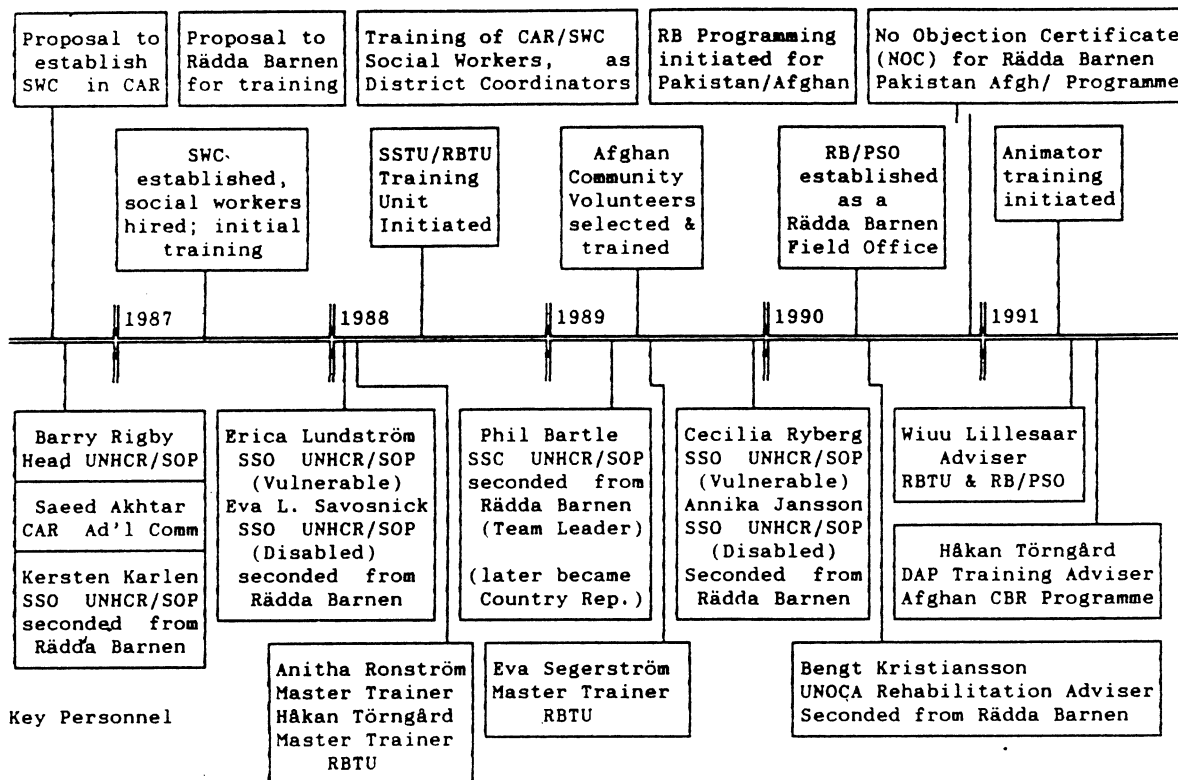 Proposal to
establish
SWC in CAR
Proposal to
Rädda Barnen
for training
Training of CAR/SWC
Social Workers, as
District Coordinators
RB Programming
initiated for
Pakistan/Afghan
No Objection Certificate
(NOC) for Rädda Barnen
Pakistan Afgh/ Programme
SWC
established,
social workers
hired; initial
training
SSTU/RBTU
Training
Unit
Initiated
Afghan
Community
Volunteers
selected &
trained
RB/PSO
established
as a
Rädda Barnen
Field Office
Animator
training
initiated
1987
1988
1989
1990
1991
Barry Rigby
Head UNHCR/SOP
Saeed Akhtar
CAR Ad'l Comm
Kersten Karlen
SSO UNHCR/SOP
seconded from
Rädda Barnen
Erica Lundström
SSO UNHCR/SOP
(Vulnerable)
Eva L. Savosnick
SSO UNHCR/SOP
(Disabled)
seconded from
Rädda Barnen
Phil Bartle
SSC UNHCR/SOP
seconded from
Rädda Barnen
(Team Leader)
(later became
Country Rep.)
Cecilia Ryberg
SSO UNHCR/SOP
(Vulnerable)
Annika Jansson
SSO UNHCR/SOP
(Disabled)
Seconded from
Rädda Barnen
Wiuu Lillesaar
Adviser
RBTU & RB/PSO
Håkan Törngård
DAP Training Adviser
Afghan CBR Programme
Anitha Ronström
Master Trainer
Håkan Törngård
Master Trainer
RBTU
Eva Segerström
Master Trainer
RBTU
Bengt Kristiansson
UNOCA Rehabilitation Adviser
Seconded from Rädda Barnen
Key Personnel